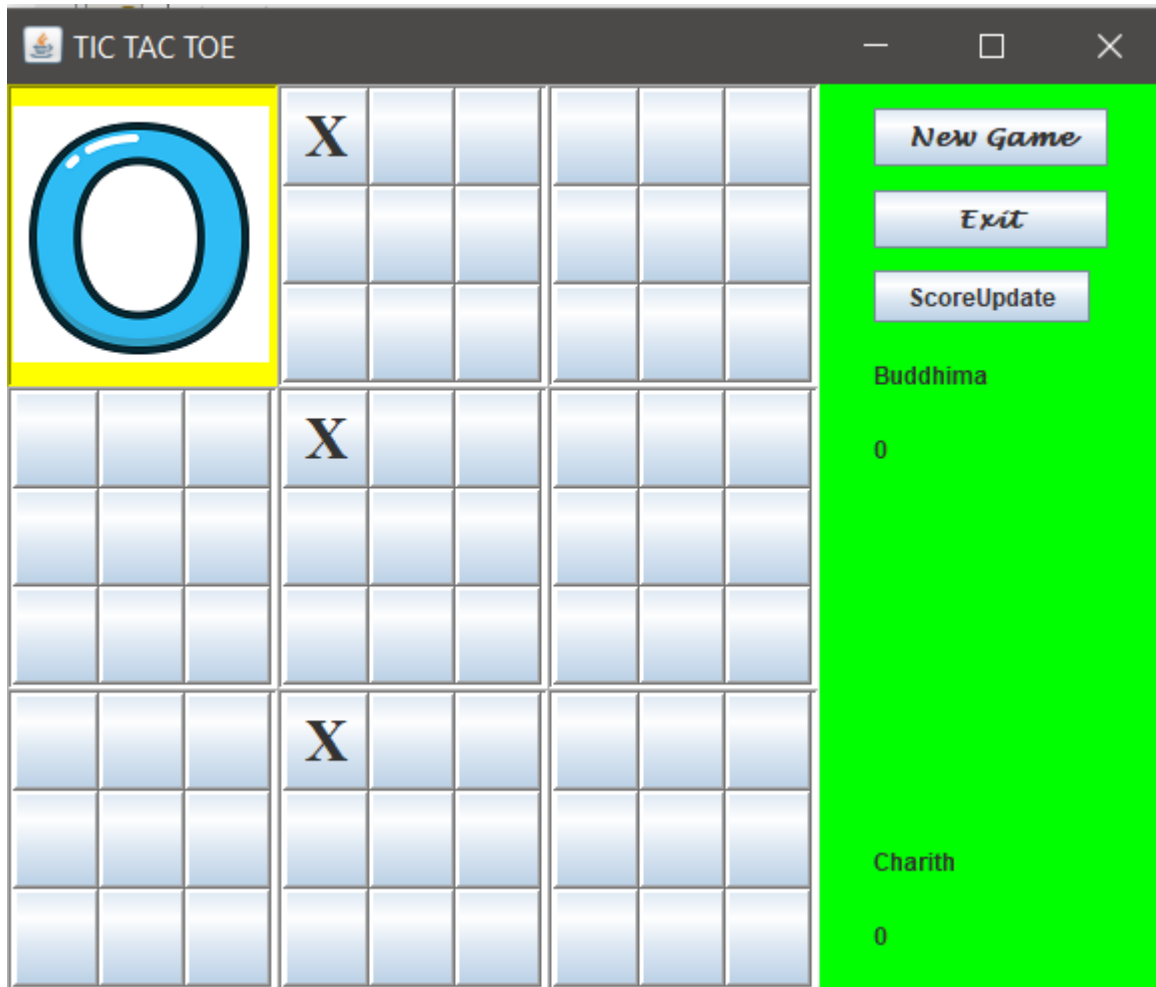 TIC TAC TOE
O
X
X
X
New Game
Exit
ScoreUpdate
Buddhima
0
Charith
0